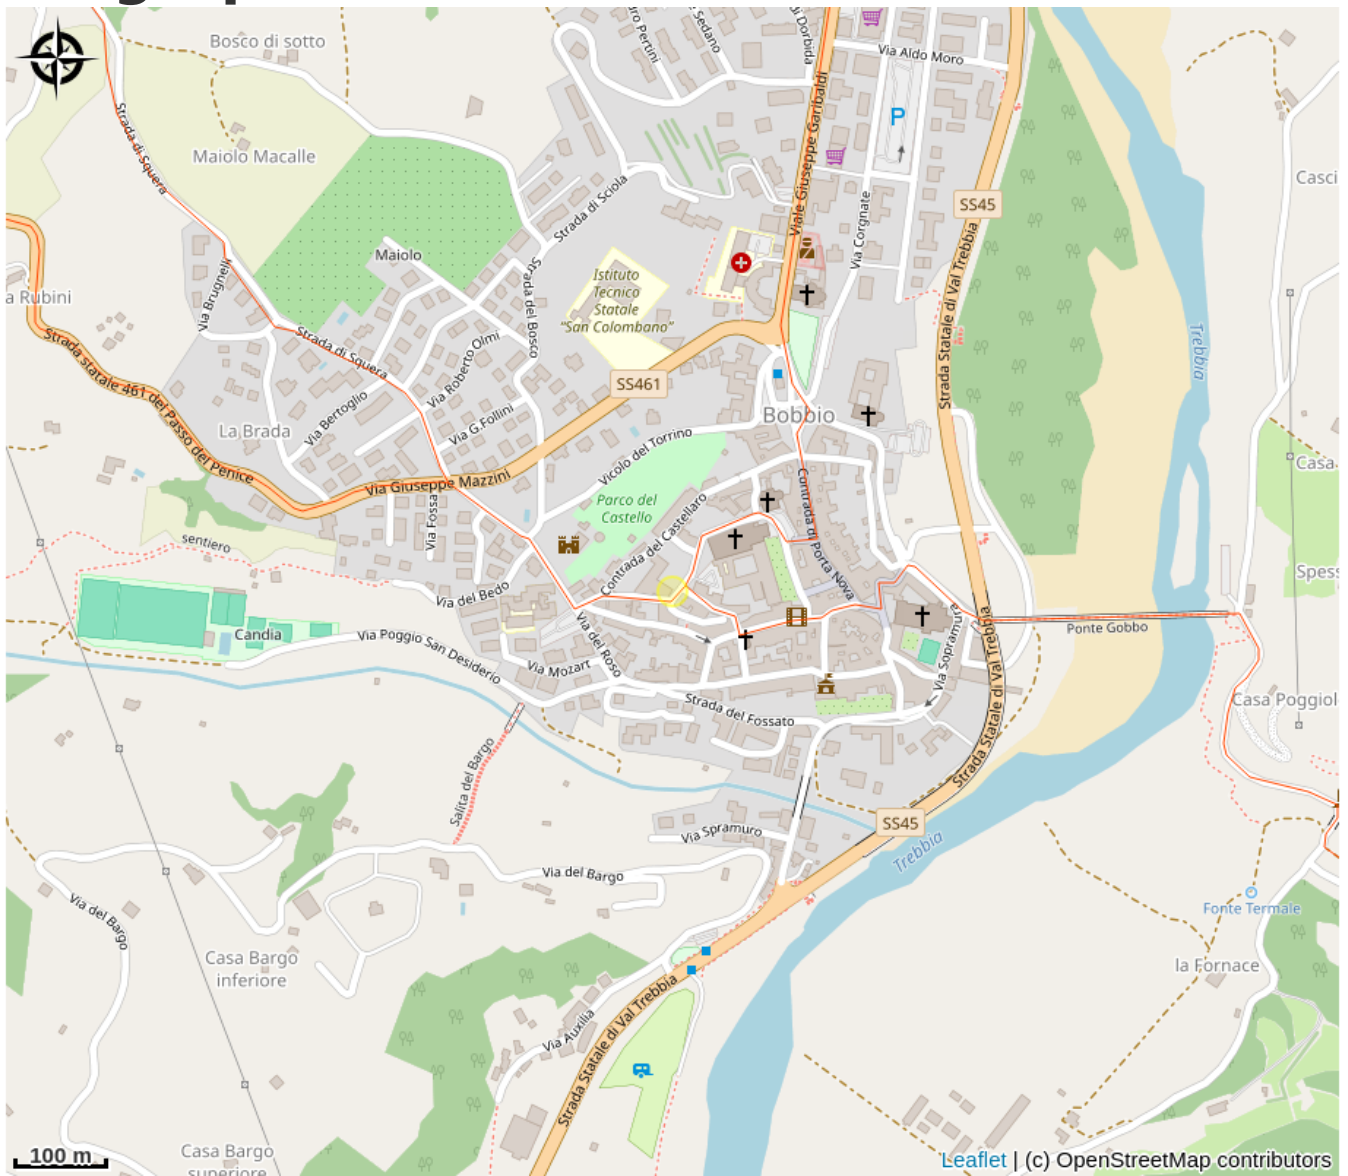 Bosco di sotto
Via Aldo Moro
Strada di Squera
Maiolo Macalle
P
Viale Giuseppe Garibaldi
Strada di Sciola
SS45
Casci
Via Corgnate
Maiolo
Strada Statale di Val Trebbia
a Rubini
Via Brugnelli
Istituto
Tecnico
Statale
"San Colombano"
Strada del Bosco
Strada di Squera
Via Roberto Olmi
Trebbia
Strada statale 461 del Passo del Penice
SS461
Via Bertoglio
Via G.Follini
Bobbio
La Brada
Vicolo del Torrino
Casa
Via Giuseppe Mazzini
Parco del
Castello
Contrada di Porta Nova
Via Fossa
sentiero
Contrada del Castellaro
Spess
Via del Bedo
Candia
Via Poggio San Desiderio
Via del Roso
Ponte Gobbo
Via Sopramura
Via Mozart
Strada Statale di Val Trebbia
Strada del Fossato
Casa Poggiol
Salita del Bargo
SS45
Via Spramuro
Trebbia
Via del Bargo
Via del Bargo
Fonte Termale
Casa Bargo
inferiore
la Fornace
Via Auxilia
Strada Statale di Val Trebbia
100 m
Casa Bargo
superiore
Leaflet | (c) OpenStreetMap contributors